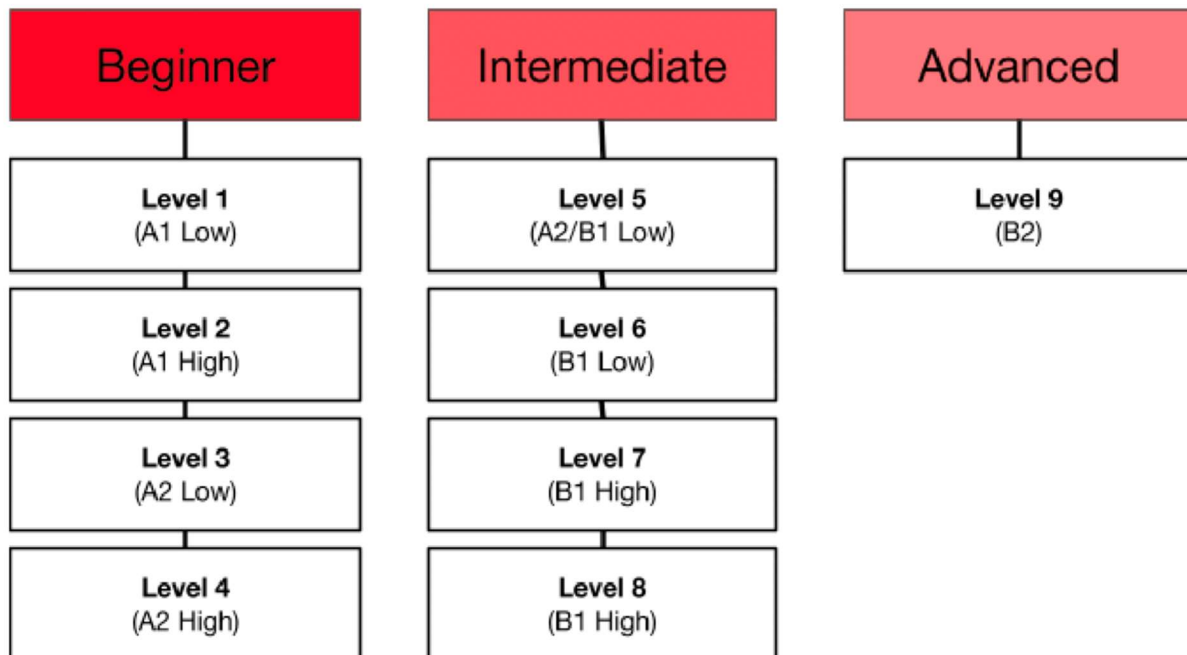 Beginner
Level 1
(A1 Low)
Level 2
(A1 High)
Level 3
(A2 Low)
Level 4
(A2 High)
Intermediate
Level 5
(A2/B1 Low)
Level 6
(B1 Low)
Level 7
(B1 High)
Level 8
(B1 High)
Advanced
Level 9
(B2)